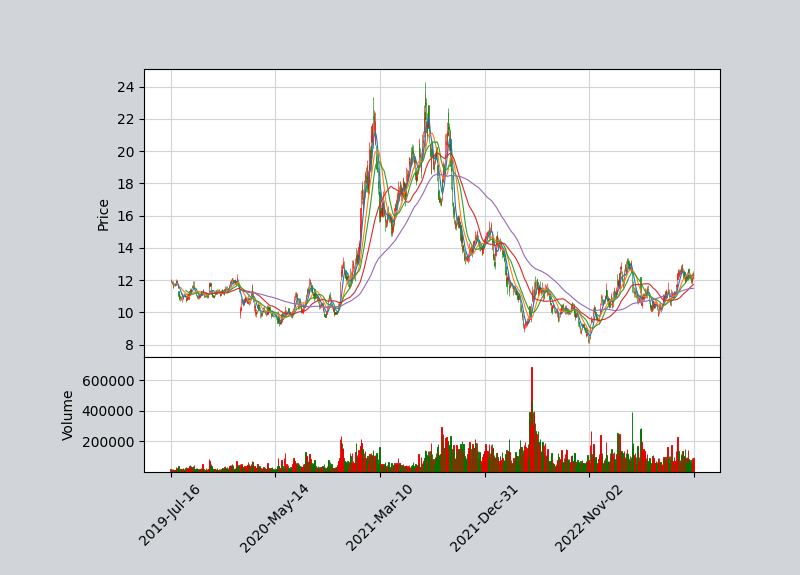 24
22
20
18
16
14
12
10
8
Price
600000
400000
200000
Volume
2019-Jul-16
2020-May-14
2021-Mar-10
2021-Dec-31
2022-Nov-02